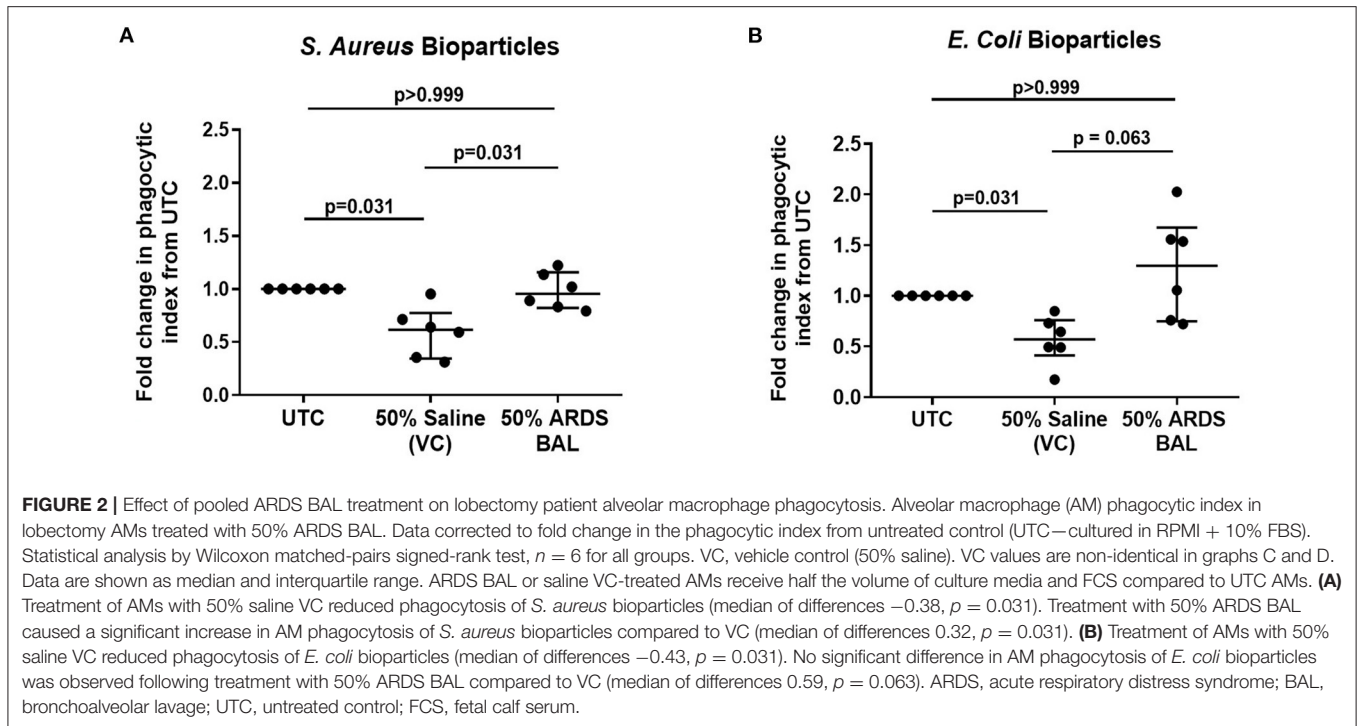 A
S. Aureus Bioparticles
p>0.999
p=0.031
p=0.031
Fold change in phagocytic
index from UTC
2.5
2.0
1.5
1.0
0.5
0.0
UTC
50% Saline
(VC)
50% ARDS
BAL
B
E. Coli Bioparticles
p>0.999
p = 0.063
p=0.031
Fold change in phagocytic
index from UTC
2.5
2.0
1.5
1.0
0.5
0.0
UTC
50% Saline
(VC)
50% ARDS
BAL
FIGURE 2 | Effect of pooled ARDS BAL treatment on lobectomy patient alveolar macrophage phagocytosis. Alveolar macrophage (AM) phagocytic index in
lobectomy AMs treated with 50% ARDS BAL. Data corrected to fold change in the phagocytic index from untreated control (UTC—cultured in RPMI + 10% FBS).
Statistical analysis by Wilcoxon matched-pairs signed-rank test, n = 6 for all groups. VC, vehicle control (50% saline). VC values are non-identical in graphs C and D.
Data are shown as median and interquartile range. ARDS BAL or saline VC-treated AMs receive half the volume of culture media and FCS compared to UTC AMs. (A)
Treatment of AMs with 50% saline VC reduced phagocytosis of S. aureus bioparticles (median of differences −0.38, p = 0.031). Treatment with 50% ARDS BAL
caused a significant increase in AM phagocytosis of S. aureus bioparticles compared to VC (median of differences 0.32, p = 0.031). (B) Treatment of AMs with 50%
saline VC reduced phagocytosis of E. coli bioparticles (median of differences −0.43, p = 0.031). No significant difference in AM phagocytosis of E. coli bioparticles
was observed following treatment with 50% ARDS BAL compared to VC (median of differences 0.59, p = 0.063). ARDS, acute respiratory distress syndrome; BAL,
bronchoalveolar lavage; UTC, untreated control; FCS, fetal calf serum.